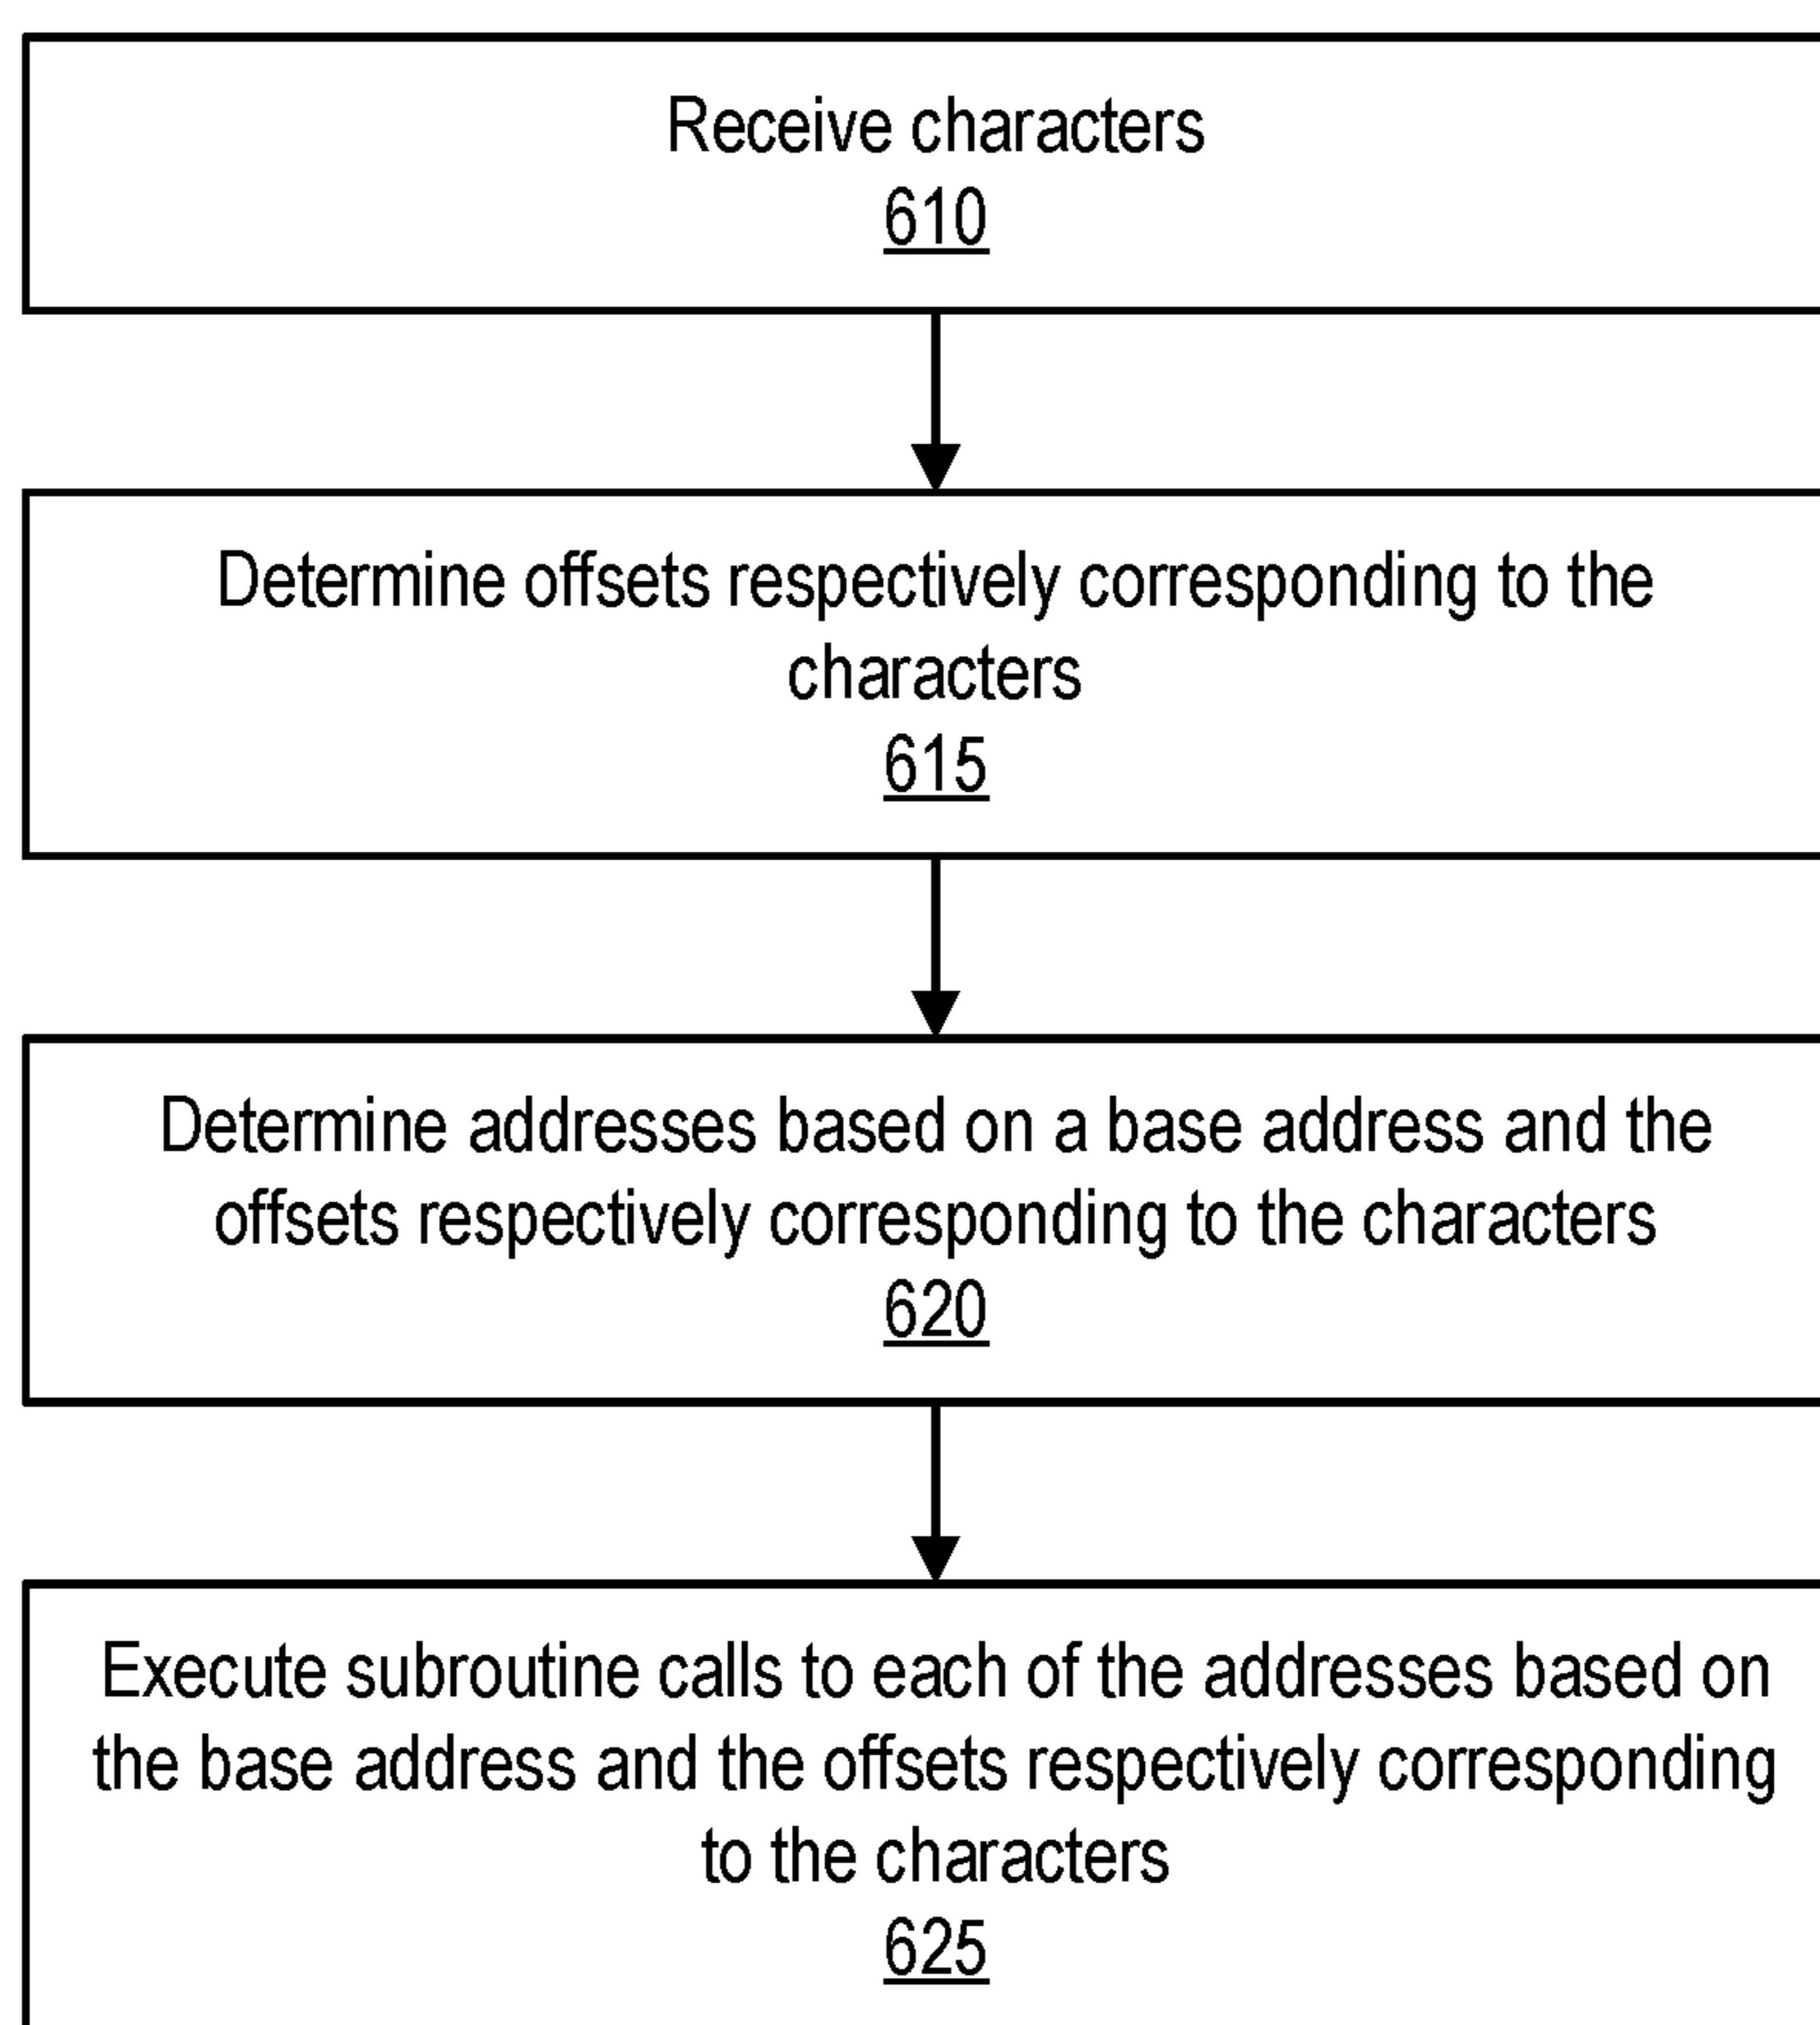 Receive characters
610
Determine offsets respectively corresponding to the
characters
615
Determine addresses based on a base address and the
offsets respectively corresponding to the characters
620
Execute subroutine calls to each of the addresses based on
the base address and the offsets respectively corresponding
to the characters
625